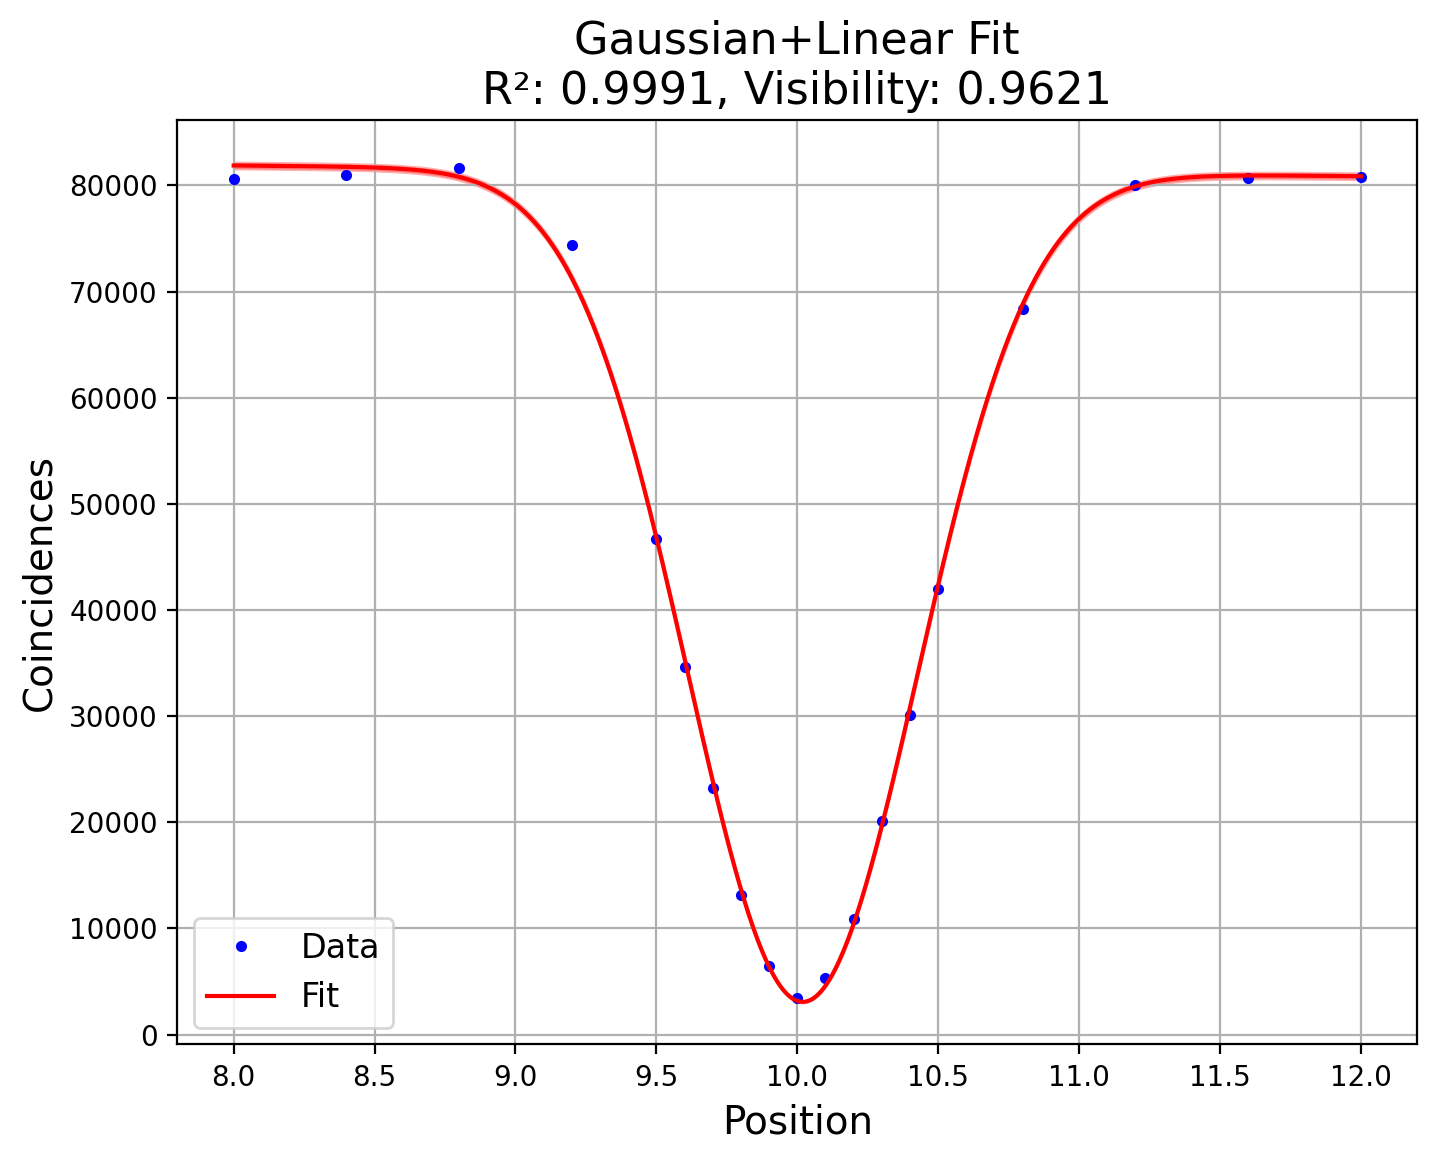 Gaussian+Linear Fit
R²: 0.9991, Visibility: 0.9621
Coincidences
80000
70000
60000
50000
40000
30000
20000
10000
0
Data
Fit
8.0 8.5 9.0 9.5 10.0 10.5 11.0 11.5 12.0
Position